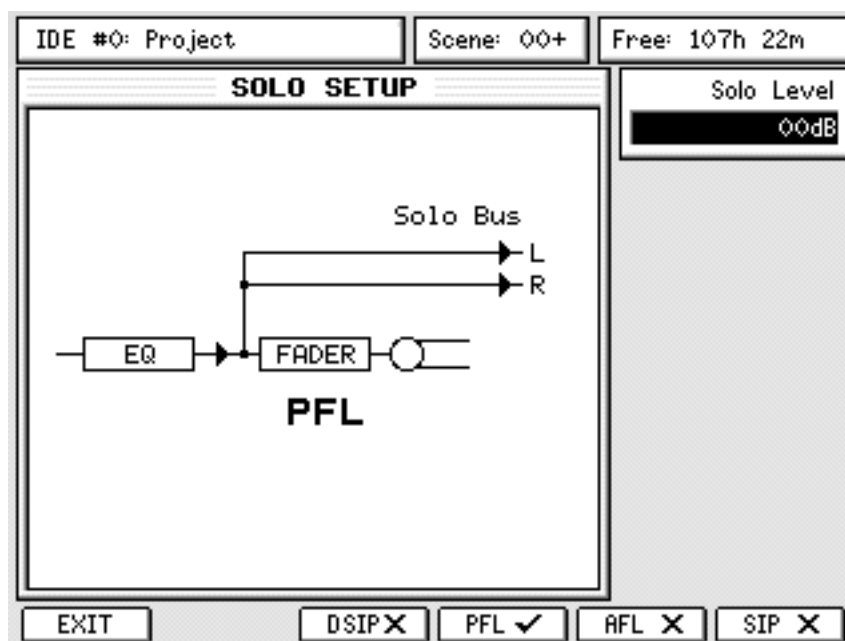 IDE #0: Project
Scene: 00+
Free: 107h 22m
SOLO SETUP
Solo Level
00dB
Solo Bus
L
R
EQ
FADER
PFL
EXIT
DSIP X
PFL ✓
AFL X
SIP X